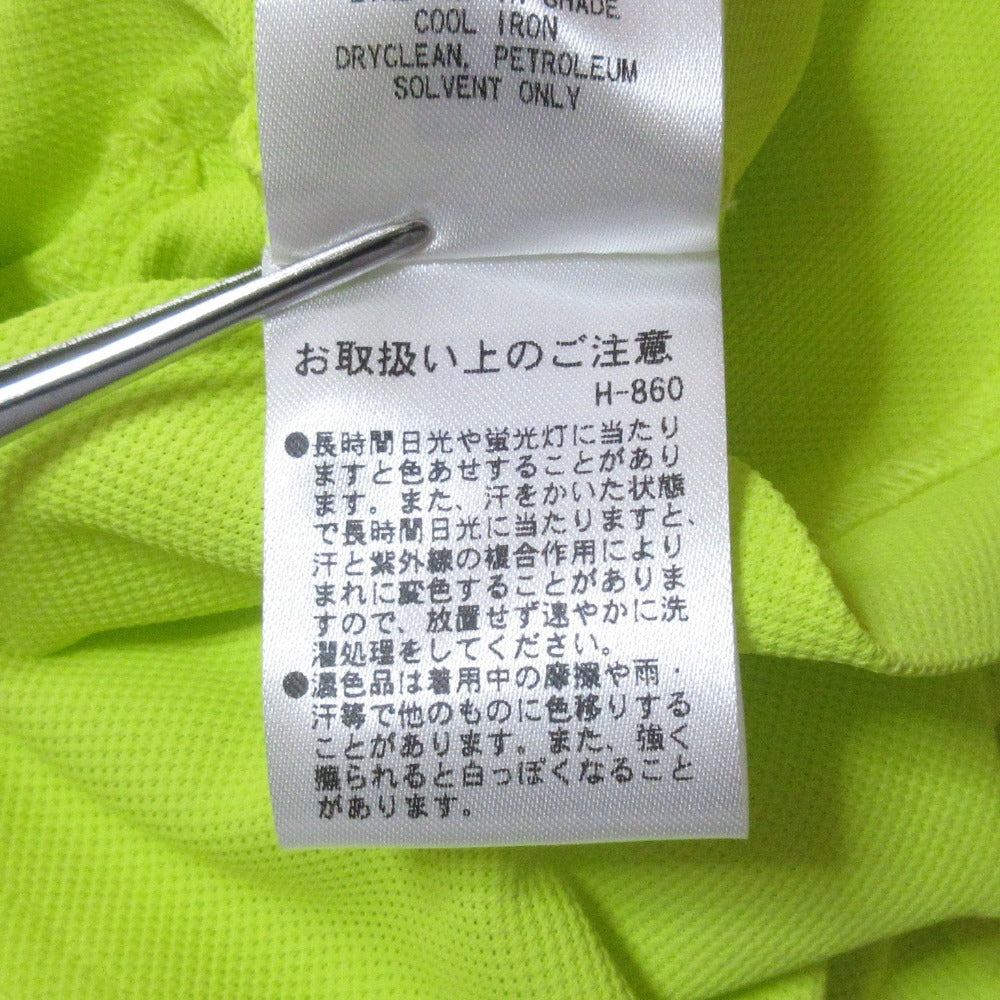 SHADE
COOL IRON
DRYCLEAN, PETROLEUM
SOLVENT ONLY
お取扱い上のご注意
H-860
●長時間日光や蛍光灯に当たり
ますと色あせすることがあり
ます。また、汗をかいた状態
で長時間日光に当たりますと、
汗と紫外線の複合作用により
まれに変色することがありま
すので、放置せず速やかに洗
濯処理をしてください。
●濃色品は着用中の摩擦や雨・
汗等で他のものに色移りする
ことがあります。また、強く
擦られると白っぽくなること
があります。